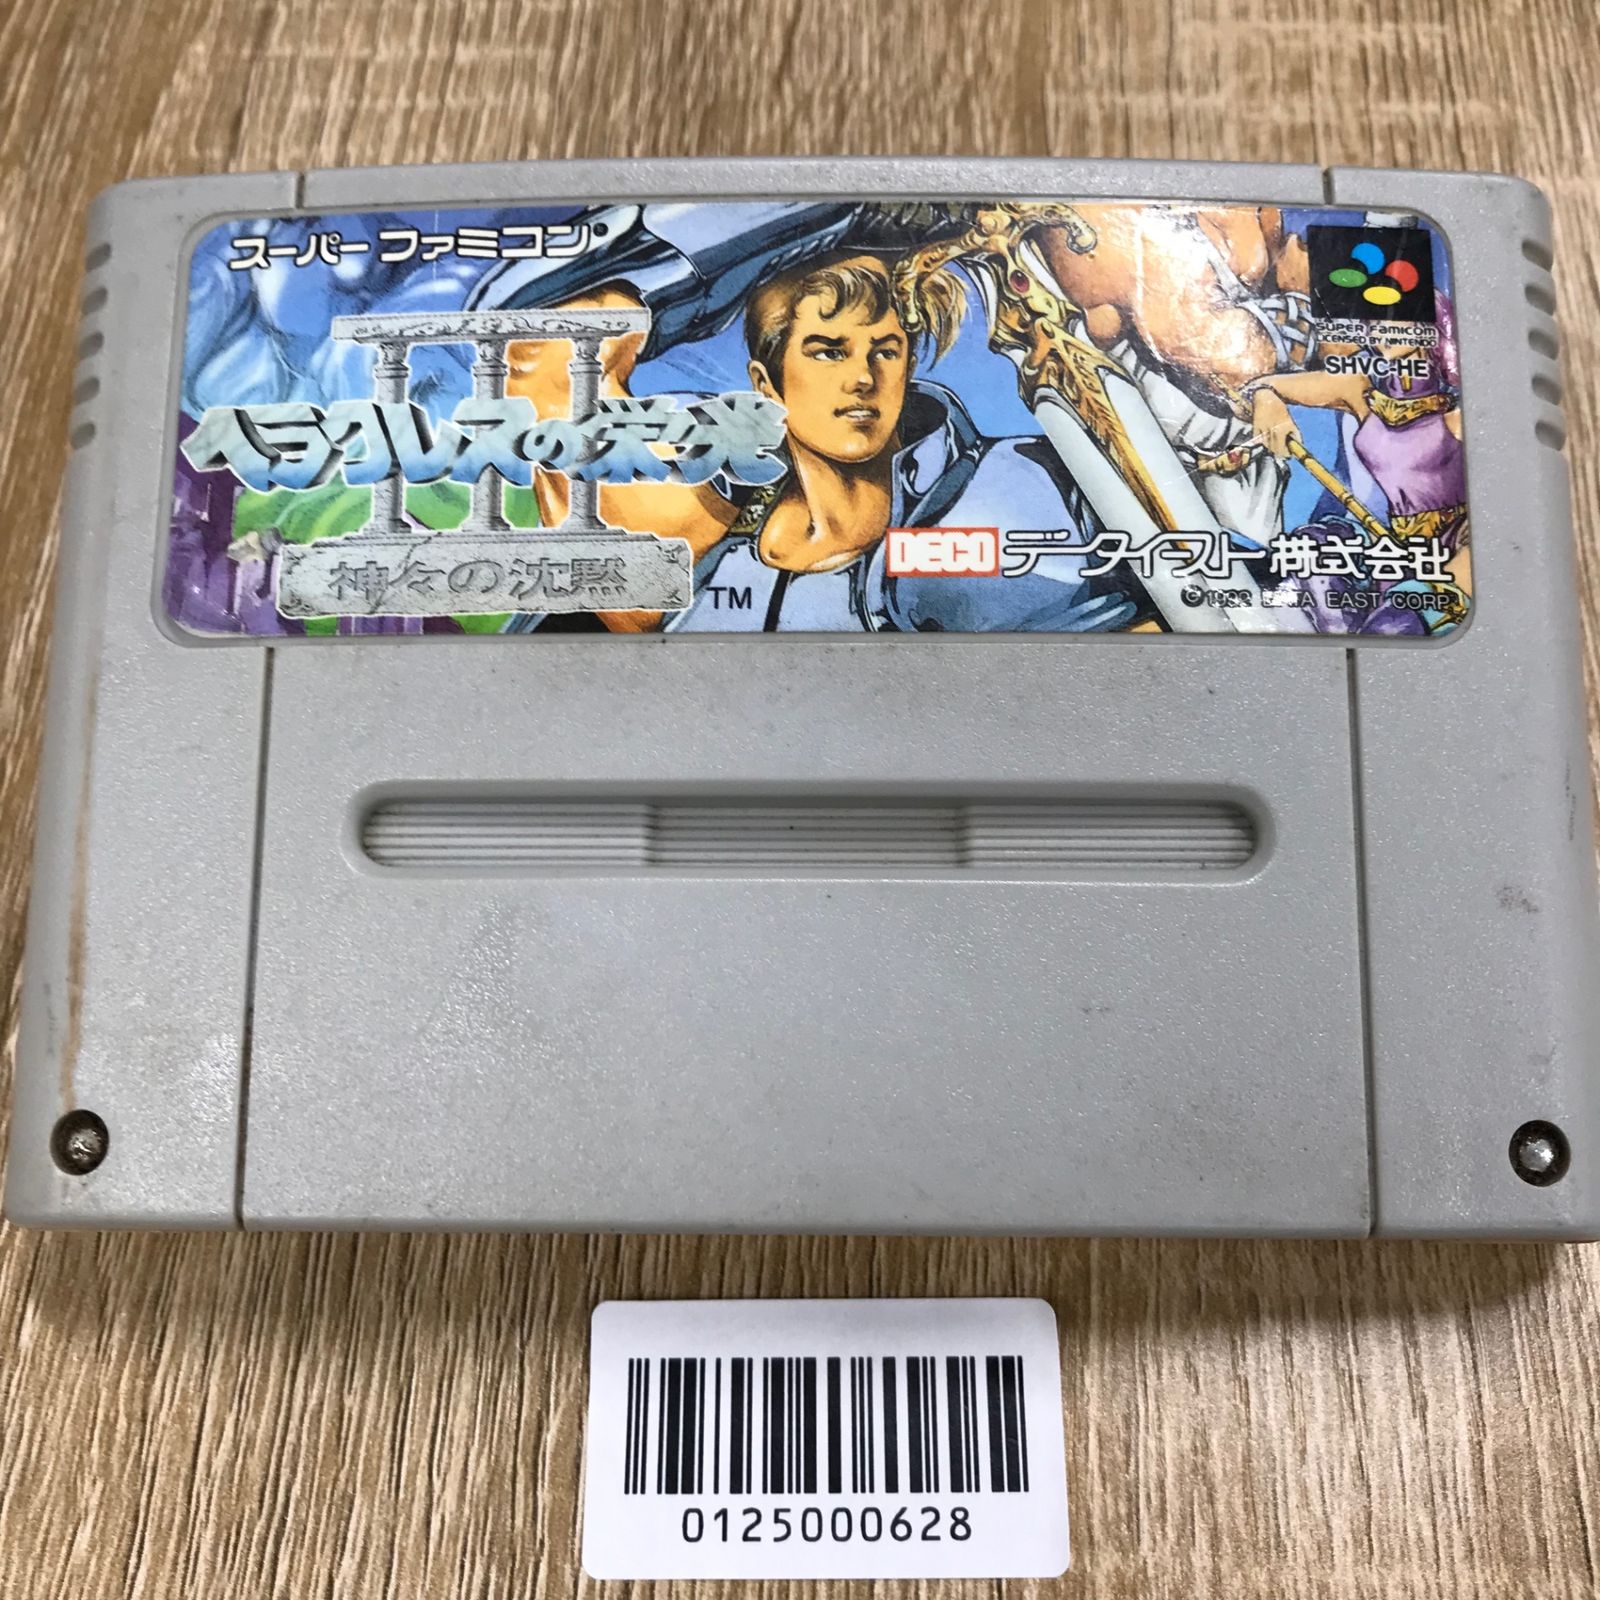 スーパーファミコン®
SUPER FAMICOM
LICENSED BY NINTENDO
SHVC-HE
III
ヘラクレスの栄光
神々の沈黙
TM
DECO データイースト株式会社
©1992 DATA EAST CORP.
0125000628